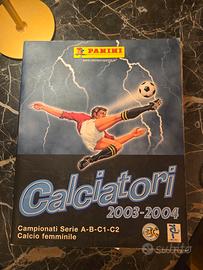 PANINI
Calciatori
2003-2004
Campionati Serie A-B-C1-C2
Calcio femminile